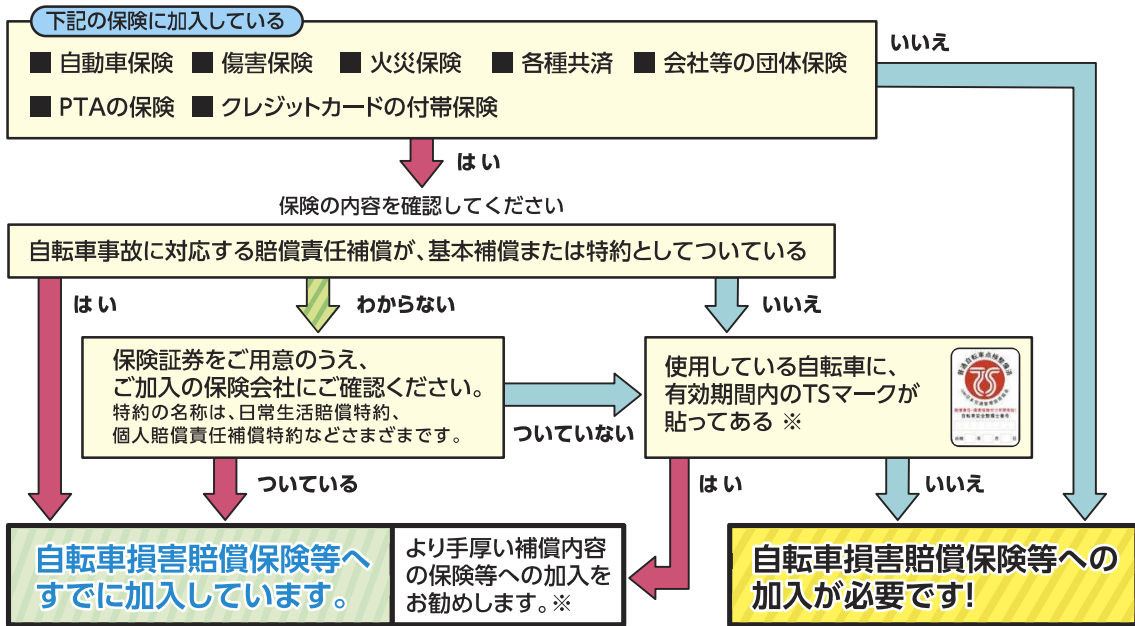 下記の保険に加入している
■ 自動車保険 ■ 傷害保険 ■ 火災保険 ■ 各種共済 ■ 会社等の団体保険
■ PTAの保険 ■ クレジットカードの付帯保険
いいえ
はい
保険の内容を確認してください
自転車事故に対応する賠償責任補償が、基本補償または特約としてついている
はい
わからない
いいえ
保険証券をご用意のうえ、
ご加入の保険会社にご確認ください。
特約の名称は、日常生活賠償特約、
個人賠償責任補償特約などさまざまです。
ついていない
使用している自転車に、
有効期間内のTSマークが
貼ってある ※
TS
ついている
はい
いいえ
自転車損害賠償保険等へ
すでに加入しています。
より手厚い補償内容
の保険等への加入を
お勧めします。※
自転車損害賠償保険等への
加入が必要です!